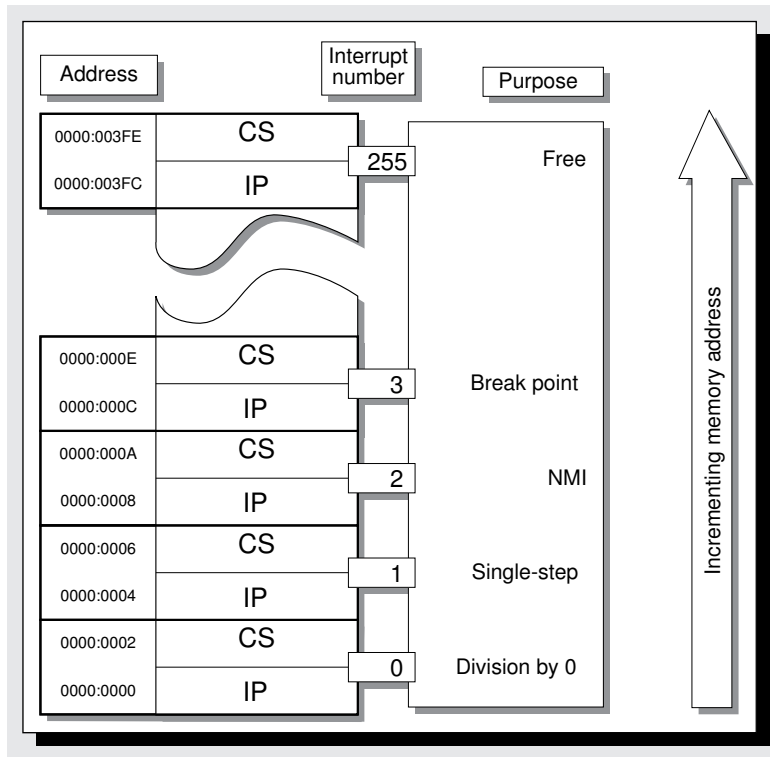 Address
Interrupt
number
Purpose
0000:003FE
CS
255
Free
0000:003FC
IP
0000:000E
CS
3
Break point
0000:000C
IP
0000:000A
CS
2
NMI
0000:0008
IP
0000:0006
CS
1
Single-step
0000:0004
IP
0000:0002
CS
0
Division by 0
0000:0000
IP
Incrementing memory address